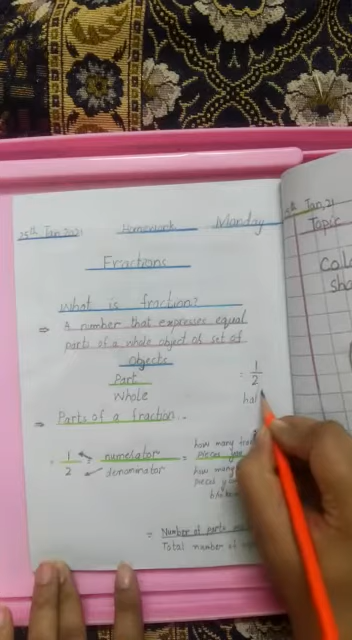 25th Jan, 2021 Homework Monday
Fractions
What is fraction?
⇒ A number that expresses equal
parts of a whole object or set of
objects
Part
Whole
= 1
2
hal
⇒ Parts of a fraction..
= 1 numerator = how many
2 denominator how many
= Number of parts
Total number of
Jan, 21
Topic